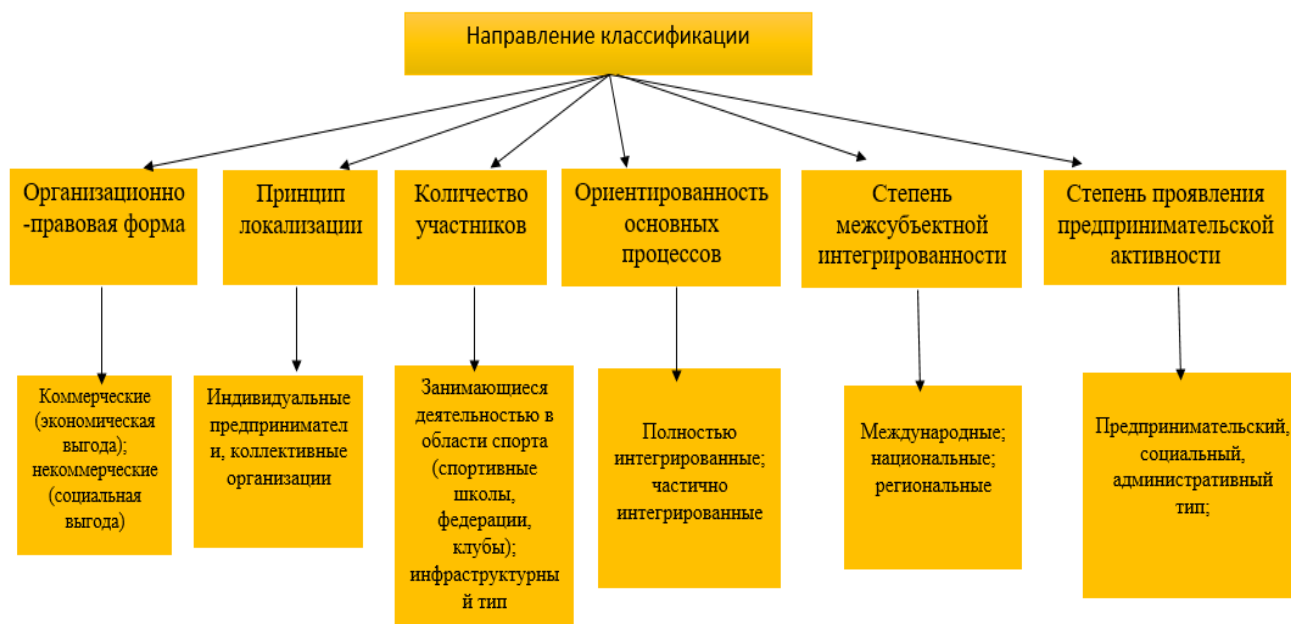 Направление классификации
Организационно
-правовая форма
Принцип
локализации
Количество
участников
Ориентированность
основных
процессов
Степень
межсубъектной
интегрированности
Степень проявления
предпринимательской
активности
Коммерческие
(экономическая
выгода);
некоммерческие
(социальная
выгода)
Индивидуальные
предпринимател
и, коллективные
организации
Занимающиеся
деятельностью в
области спорта
(спортивные
школы,
федерации,
клубы);
инфраструктурны
й тип
Полностью
интегрированные;
частично
интегрированные
Международные;
национальные;
региональные
Предпринимательский,
социальный,
административный
тип;